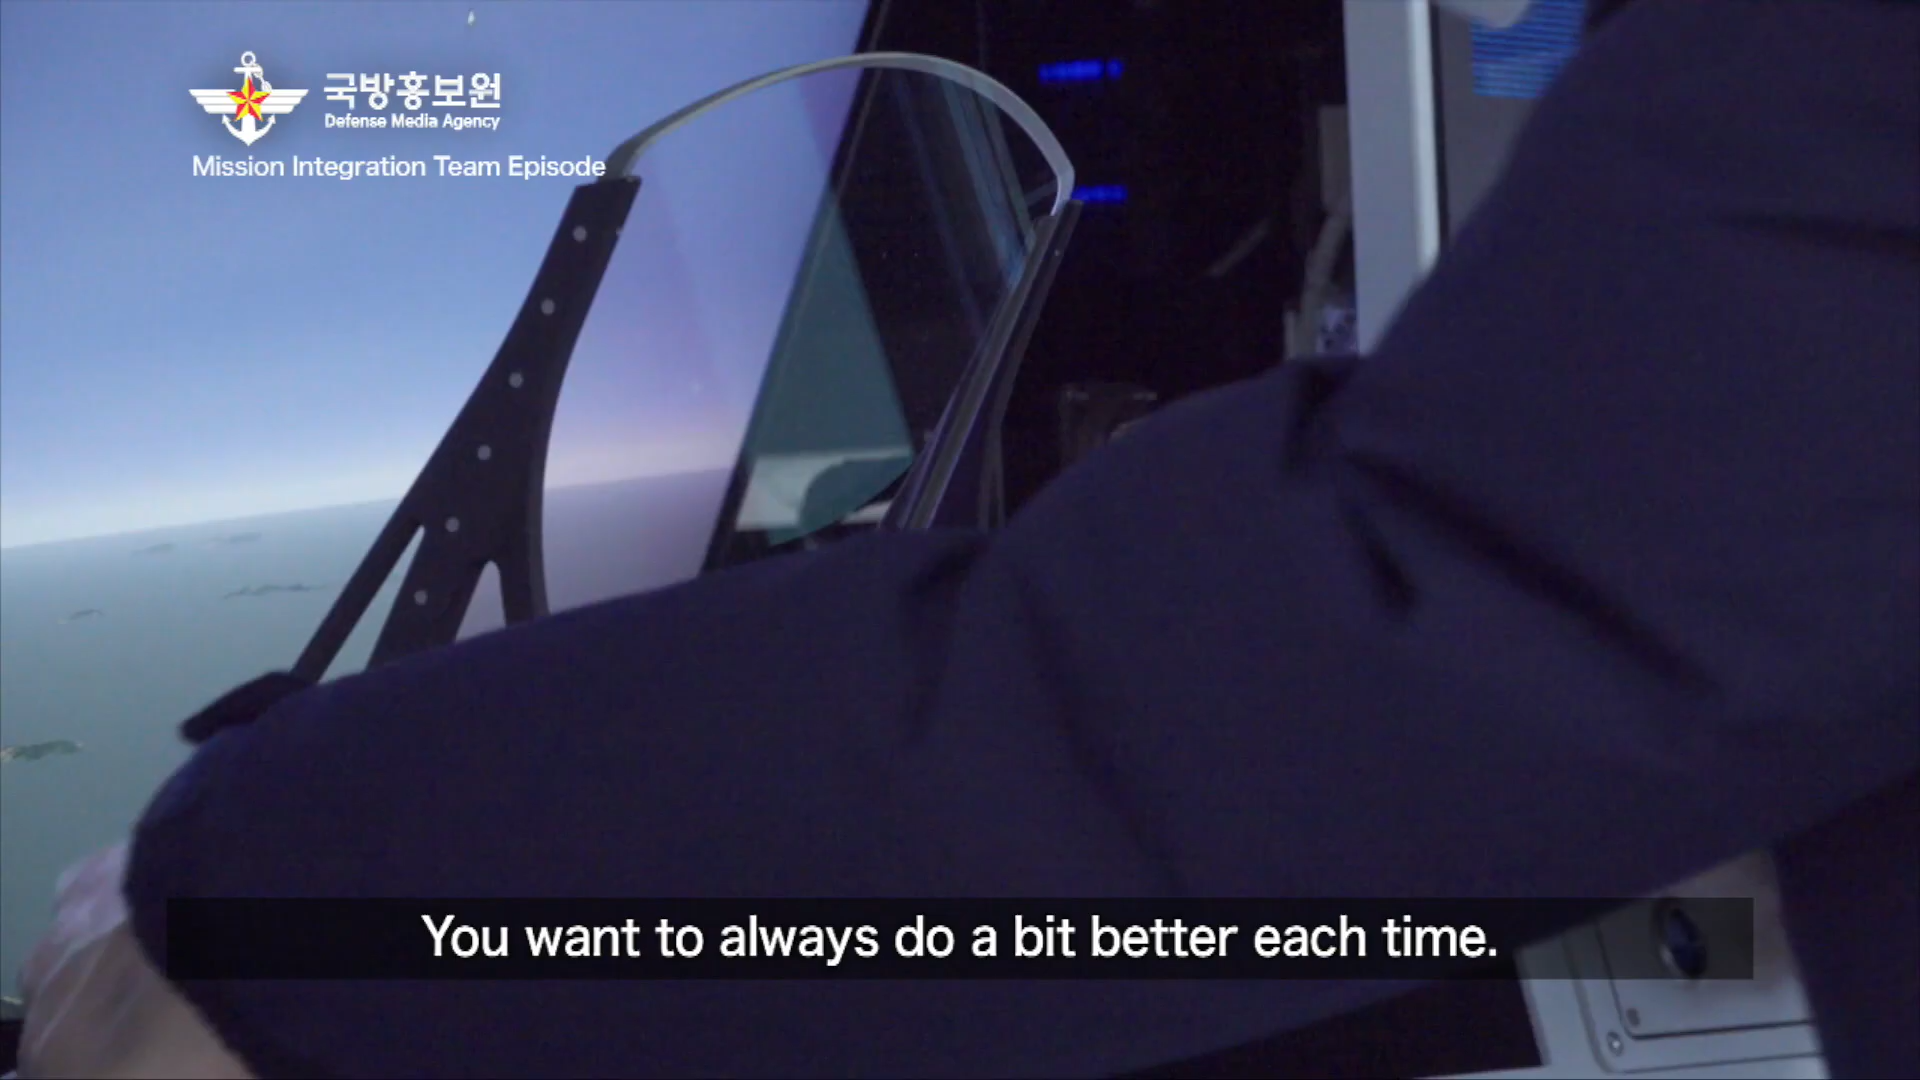 국방홍보원
Defense Media Agency
Mission Integration Team Episode
You want to always do a bit better each time.